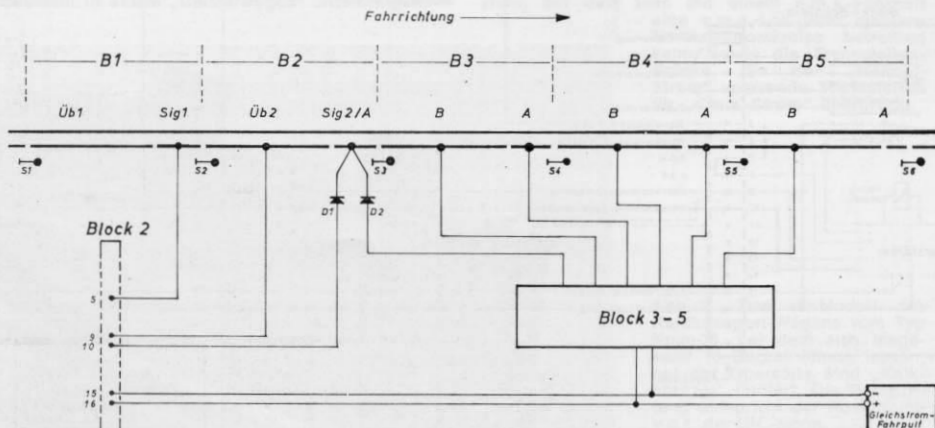 Fahrrichtung
B1 B2 B3 B4 B5
Üb1 Sig1 Üb2 Sig2/A B A B A B A
S1 S2 S3 S4 S5 S6
D1 D2
Block 2
5
9
10
15
16
Block 3-5
-
+
Gleichstrom-
Fahrpult